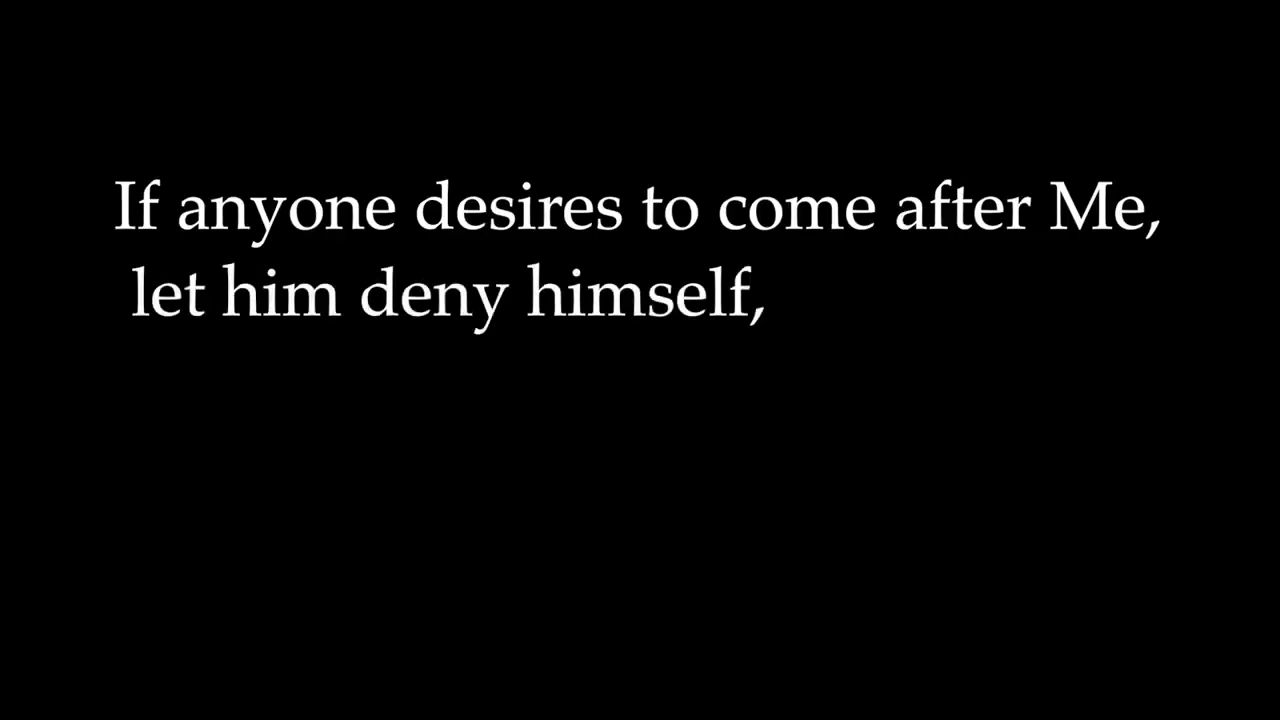 If anyone desires to come after Me,
let him deny himself,